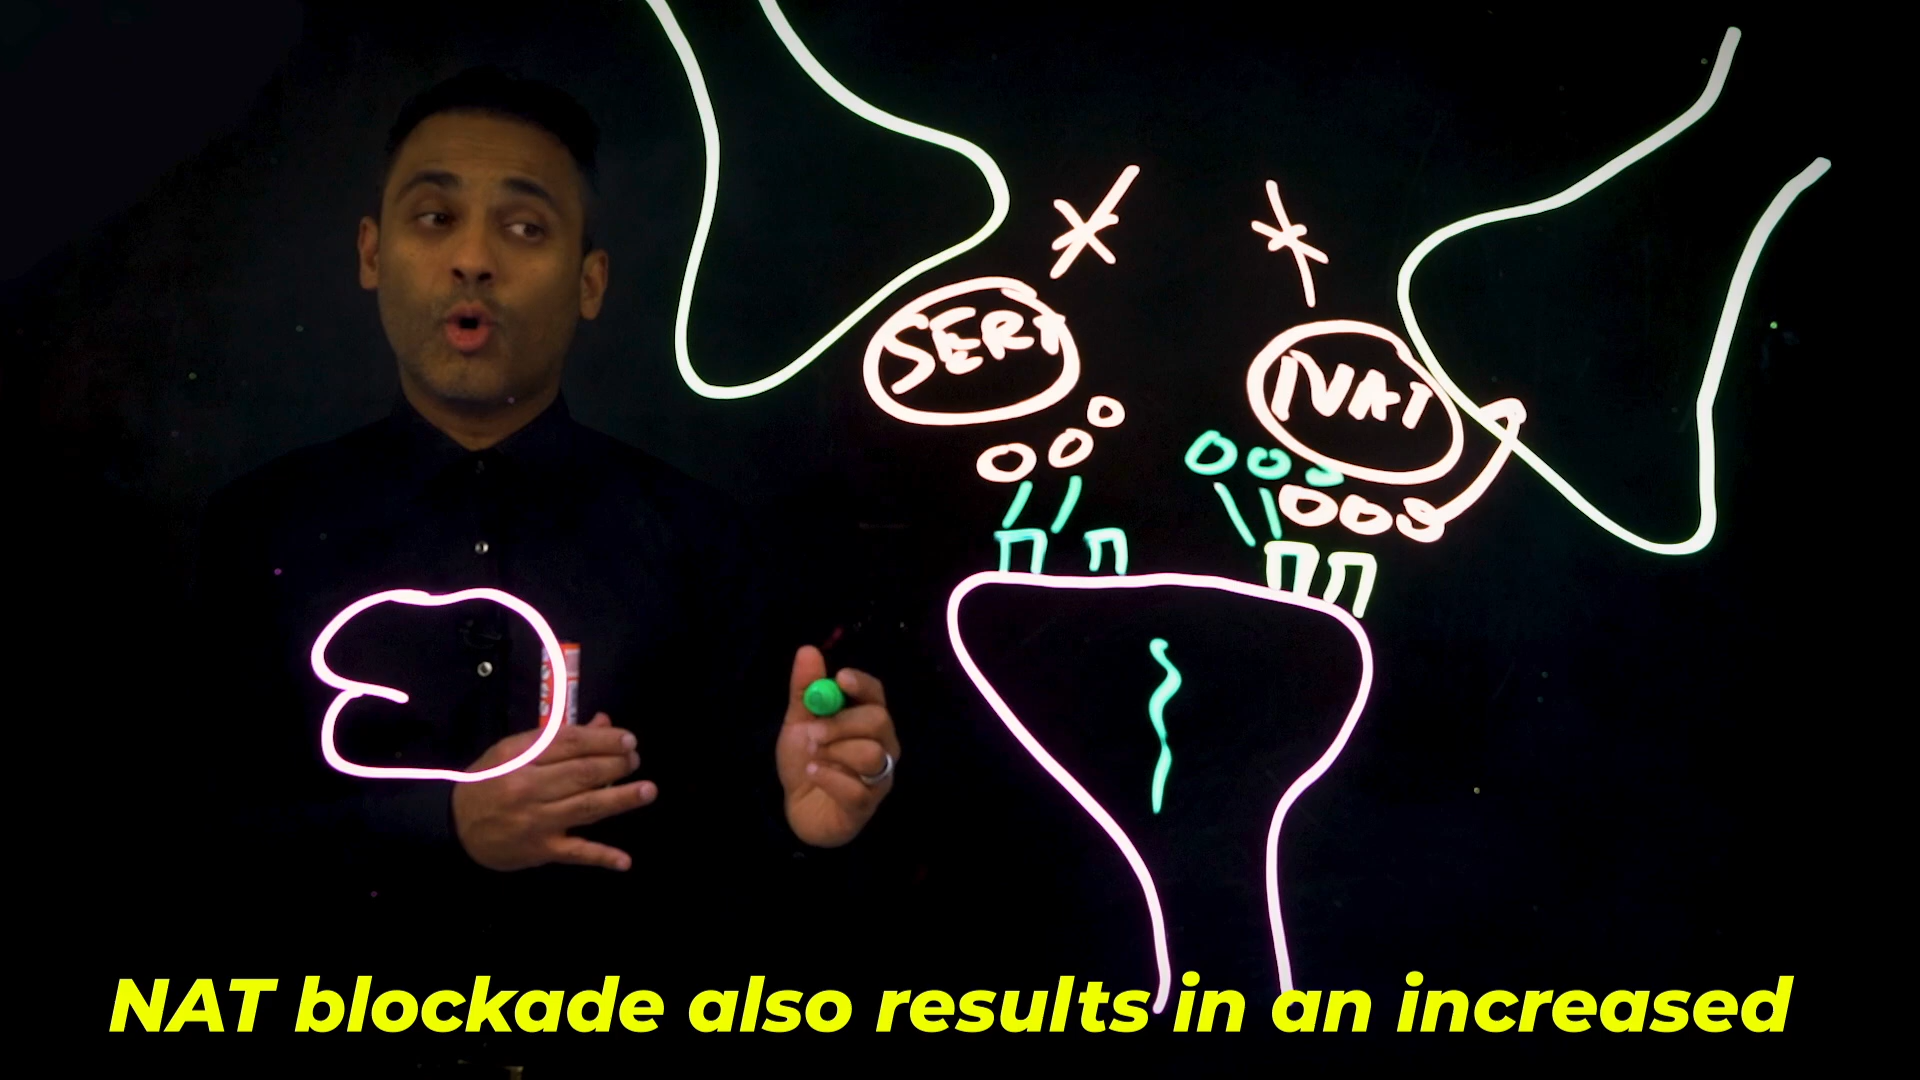 SERT
NAT
NAT blockade also results in an increased